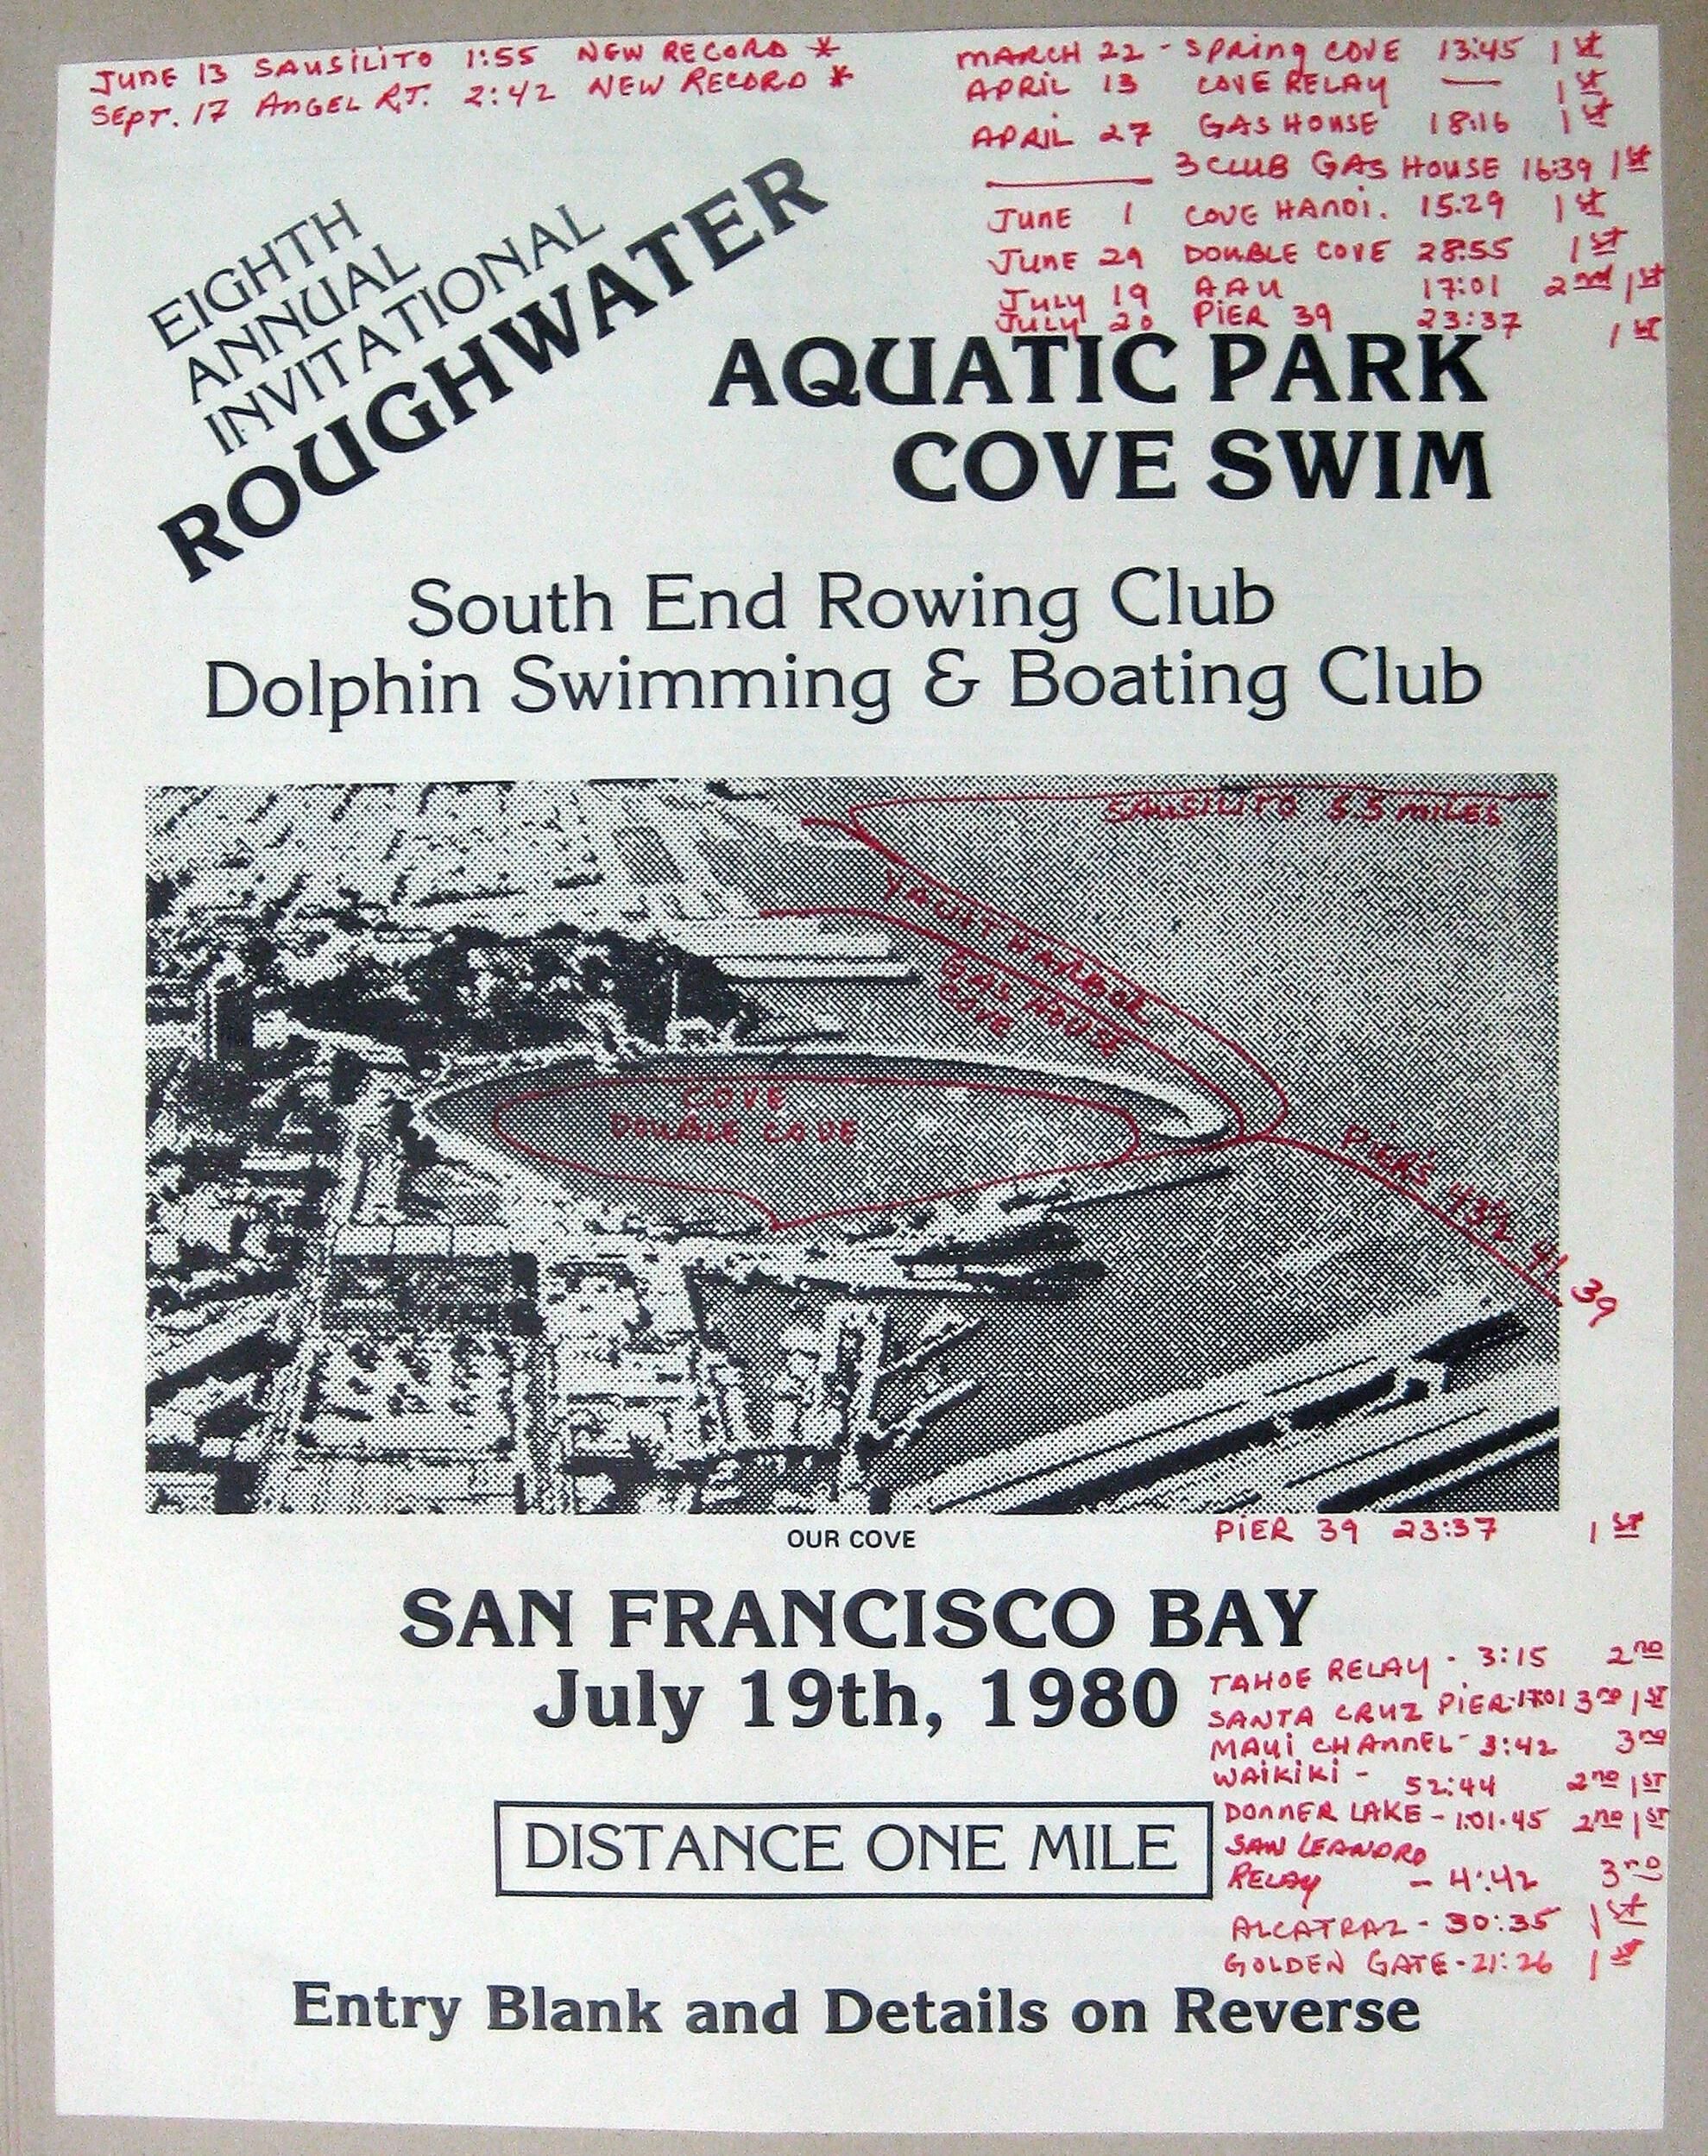 JUNE 13 SAUSILITO 1:55 NEW RECORD *
SEPT. 17 ANGEL R.T. 2:42 NEW RECORD *
MARCH 22 - SPRING COVE 13:45 1st
APRIL 13 COVE RELAY — 1st
APRIL 27 GAS HOUSE 18:16 1st
3 CLUB GAS HOUSE 16:39 1st
JUNE 1 COVE HANDI. 15.29 1st
JUNE 29 DOUBLE COVE 28:55 1st
July 19 AAU 17:01 2nd 1st
July 20 PIER 39 23:37 1st
EIGHTH
ANNUAL
INVITATIONAL
ROUGHWATER
AQUATIC PARK
COVE SWIM
South End Rowing Club
Dolphin Swimming & Boating Club
SAUSILITO 5.5 MILES
YACHT HARBOR
GAS HOUSE
COVE
COVE
DOUBLE COVE
PIER'S 43½ 41 39
OUR COVE
PIER 39 23:37 1st
SAN FRANCISCO BAY
July 19th, 1980
TAHOE RELAY - 3:15 2nd
SANTA CRUZ PIER-17:01 3rd 1st
MAUI CHANNEL - 3:42 3rd
WAIKIKI - 52:44 2nd 1st
DONNER LAKE - 1:01.45 2nd 1st
SAN LEANDRO
RELAY - 4:42 3rd
ALCATRAZ - 30:35 1st
GOLDEN GATE - 21:26 1st
DISTANCE ONE MILE
Entry Blank and Details on Reverse